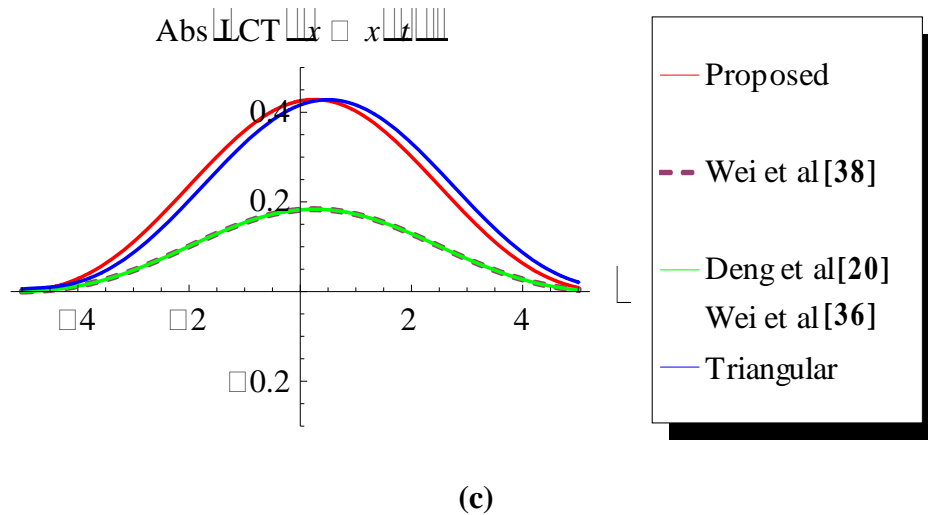 Abs LCT x □ x t
0.4
0.2
□4
□2
2
4
□0.2
Proposed
Wei et al [38]
Deng et al [20]
Wei et al [36]
Triangular
(c)